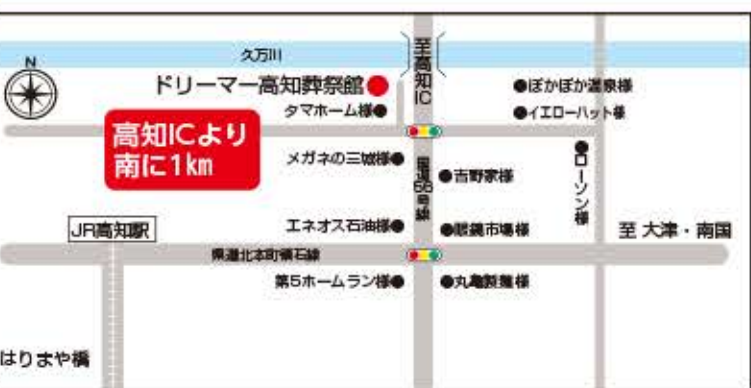 久万川
至高知IC
N
ドリーマー高知葬祭館
ぽかぽか温泉様
タマホーム様
イエローハット様
高知ICより
南に1km
メガネの三城様
国道56号線
吉野家様
ローソン様
JR高知駅
エネオス石油様
眼鏡市場様
至 大津・南国
県道北本町領石線
第5ホームラン様
丸亀製麺様
はりまや橋